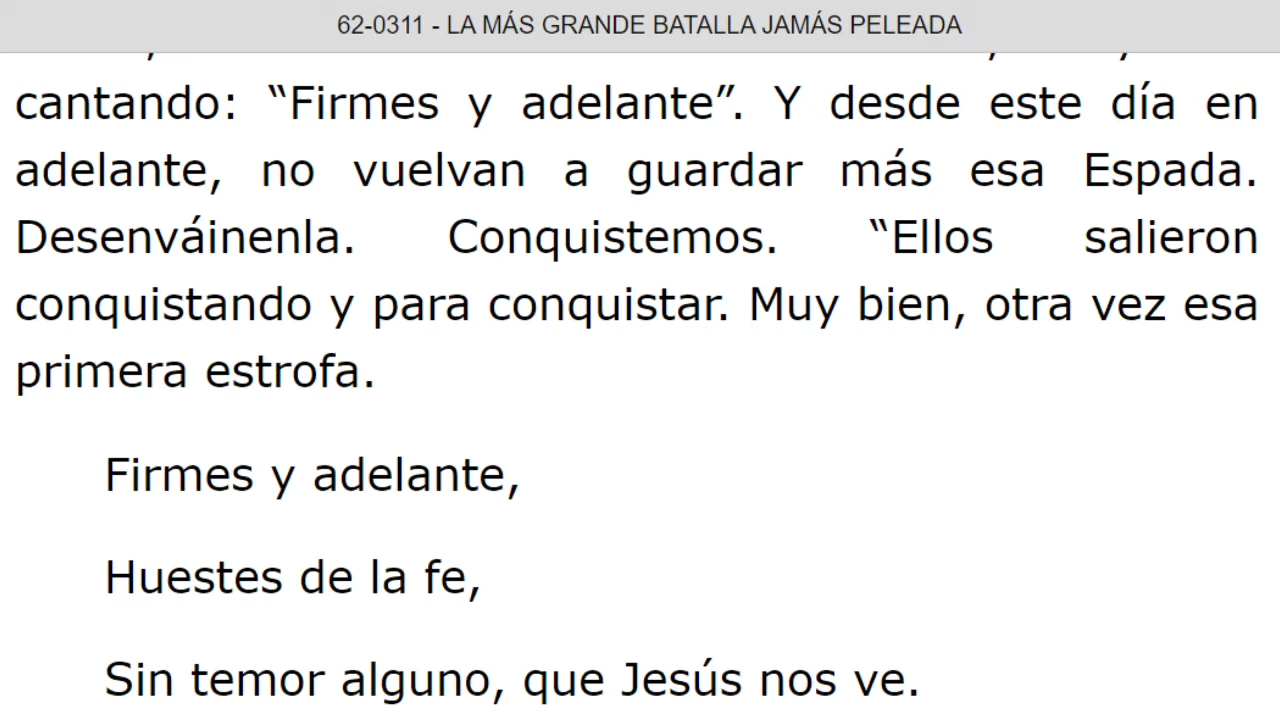 62-0311 - LA MÁS GRANDE BATALLA JAMÁS PELEADA
cantando: “Firmes y adelante”. Y desde este día en
adelante, no vuelvan a guardar más esa Espada.
Desenváinenla. Conquistemos. “Ellos salieron
conquistando y para conquistar. Muy bien, otra vez esa
primera estrofa.
Firmes y adelante,
Huestes de la fe,
Sin temor alguno, que Jesús nos ve.